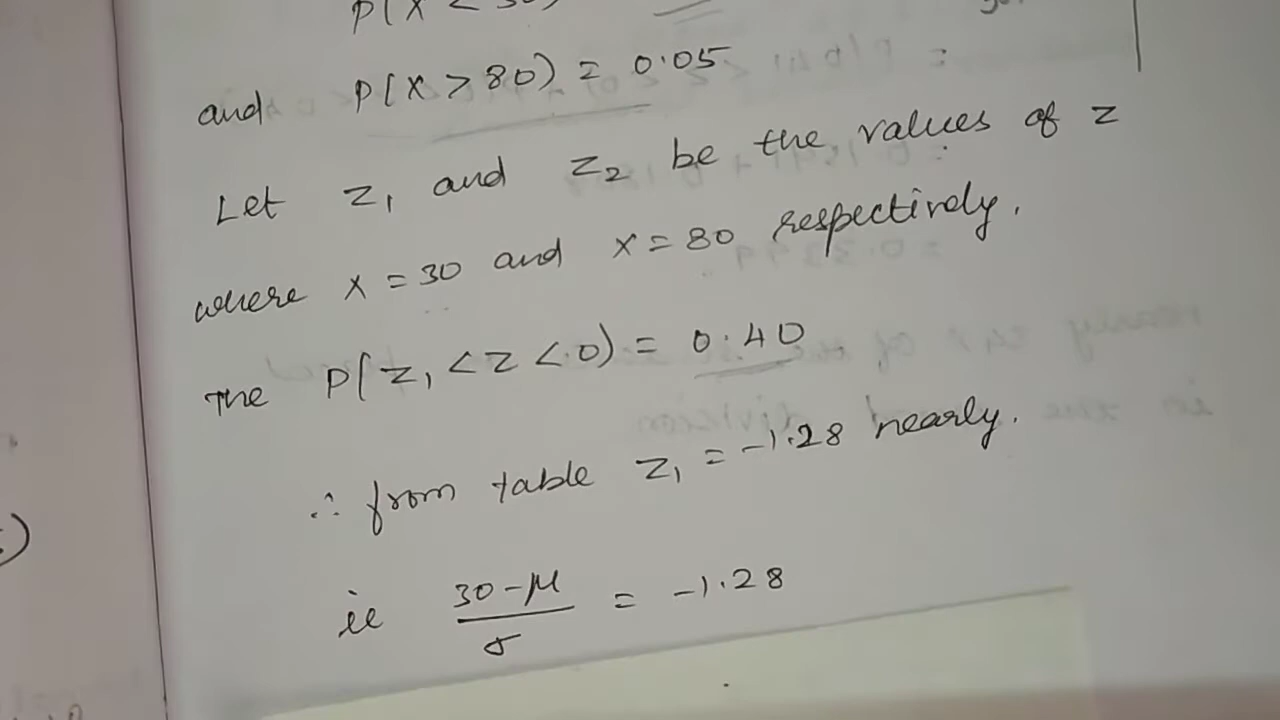 P(X < 30)
and P(X > 80) = 0.05
Let z₁ and z₂ be the values of z
where x = 30 and x = 80 respectively.
The P(z₁ < z < 0) = 0.40
∴ from table z₁ = -1.28 nearly.
ie (30-μ)/σ = -1.28